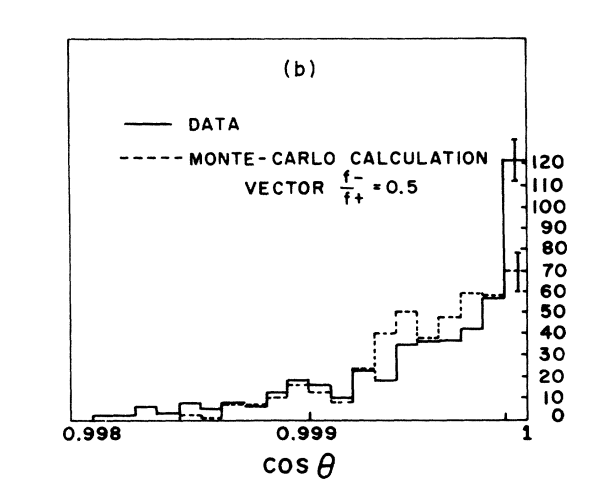 (b)
DATA
MONTE-CARLO CALCULATION
VECTOR f-/f+ = 0.5
120
110
100
90
80
70
60
50
40
30
20
10
0
0.998 0.999 1
COS θ